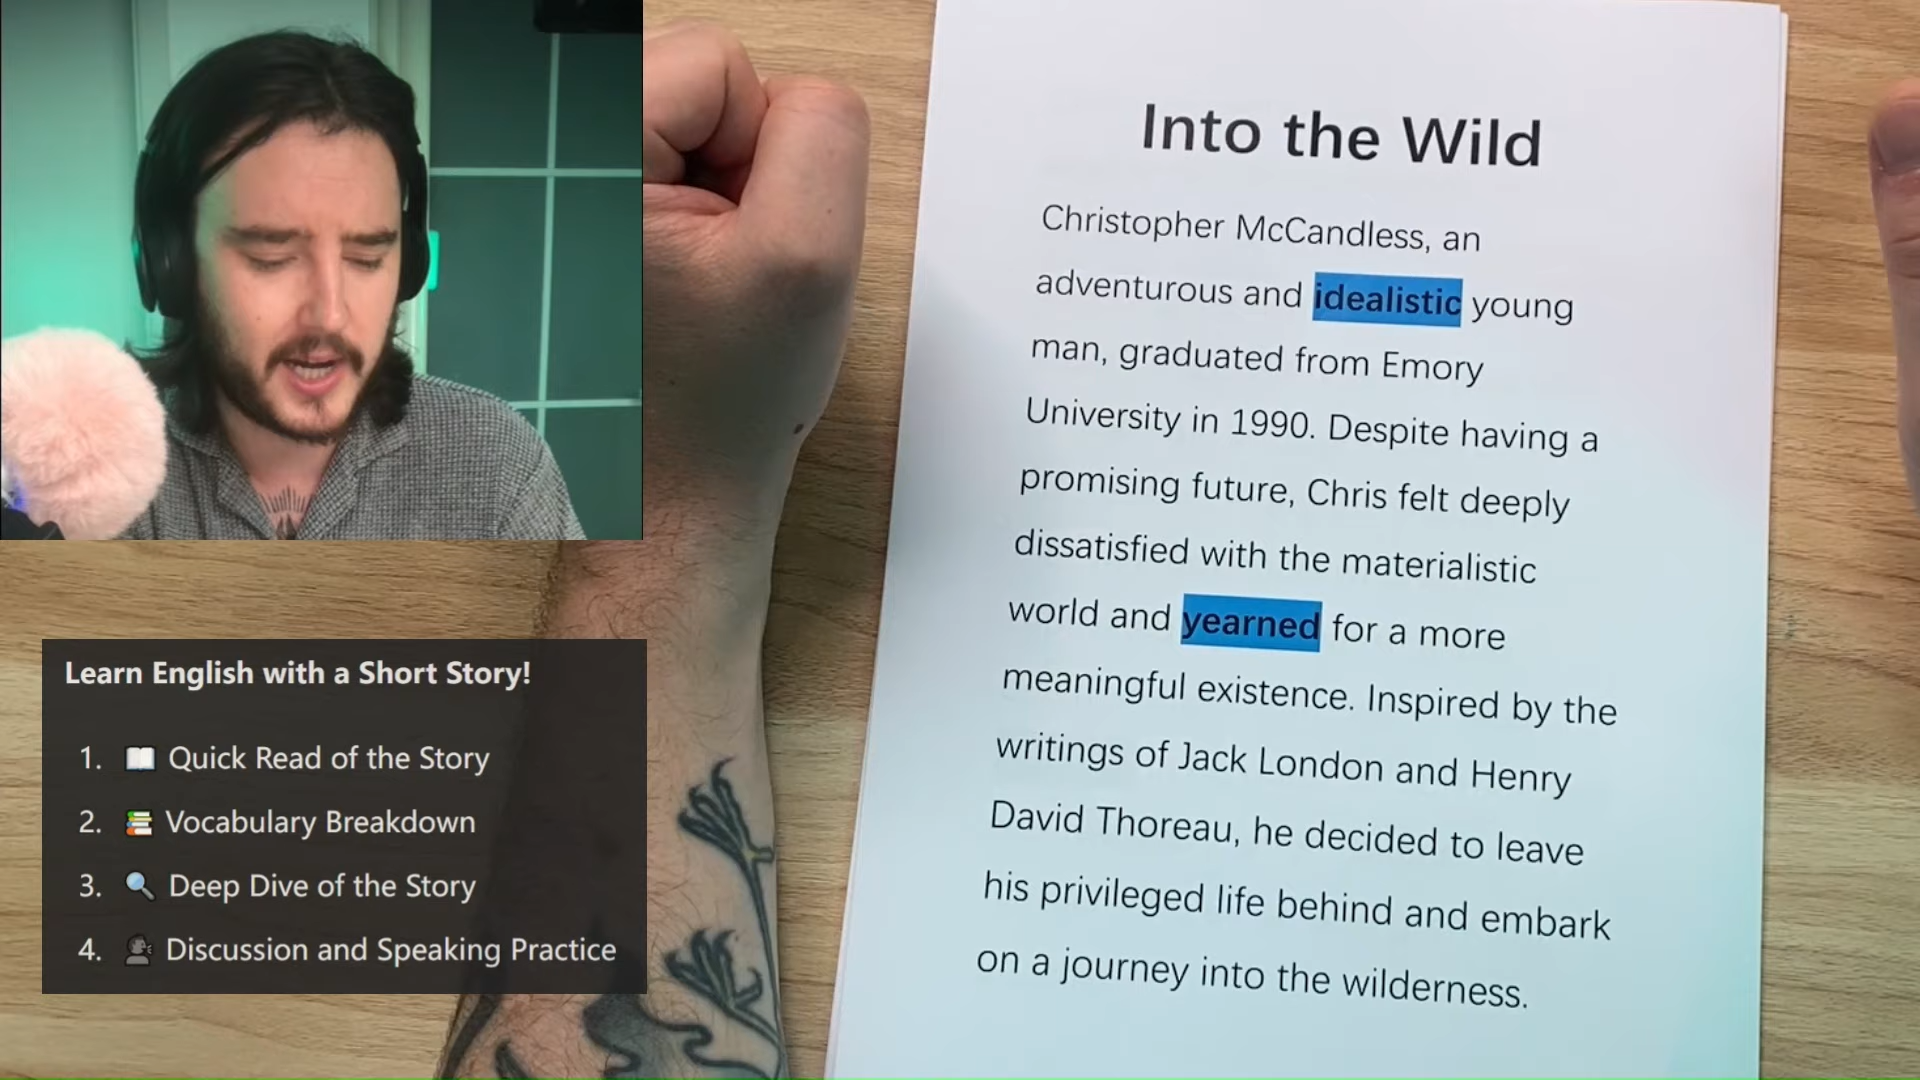 Into the Wild
Christopher McCandless, an
adventurous and idealistic young
man, graduated from Emory
University in 1990. Despite having a
promising future, Chris felt deeply
dissatisfied with the materialistic
world and yearned for a more
meaningful existence. Inspired by the
writings of Jack London and Henry
David Thoreau, he decided to leave
his privileged life behind and embark
on a journey into the wilderness.
Learn English with a Short Story!
1. 📖 Quick Read of the Story
2. 📚 Vocabulary Breakdown
3. 🔍 Deep Dive of the Story
4. 🗣 Discussion and Speaking Practice